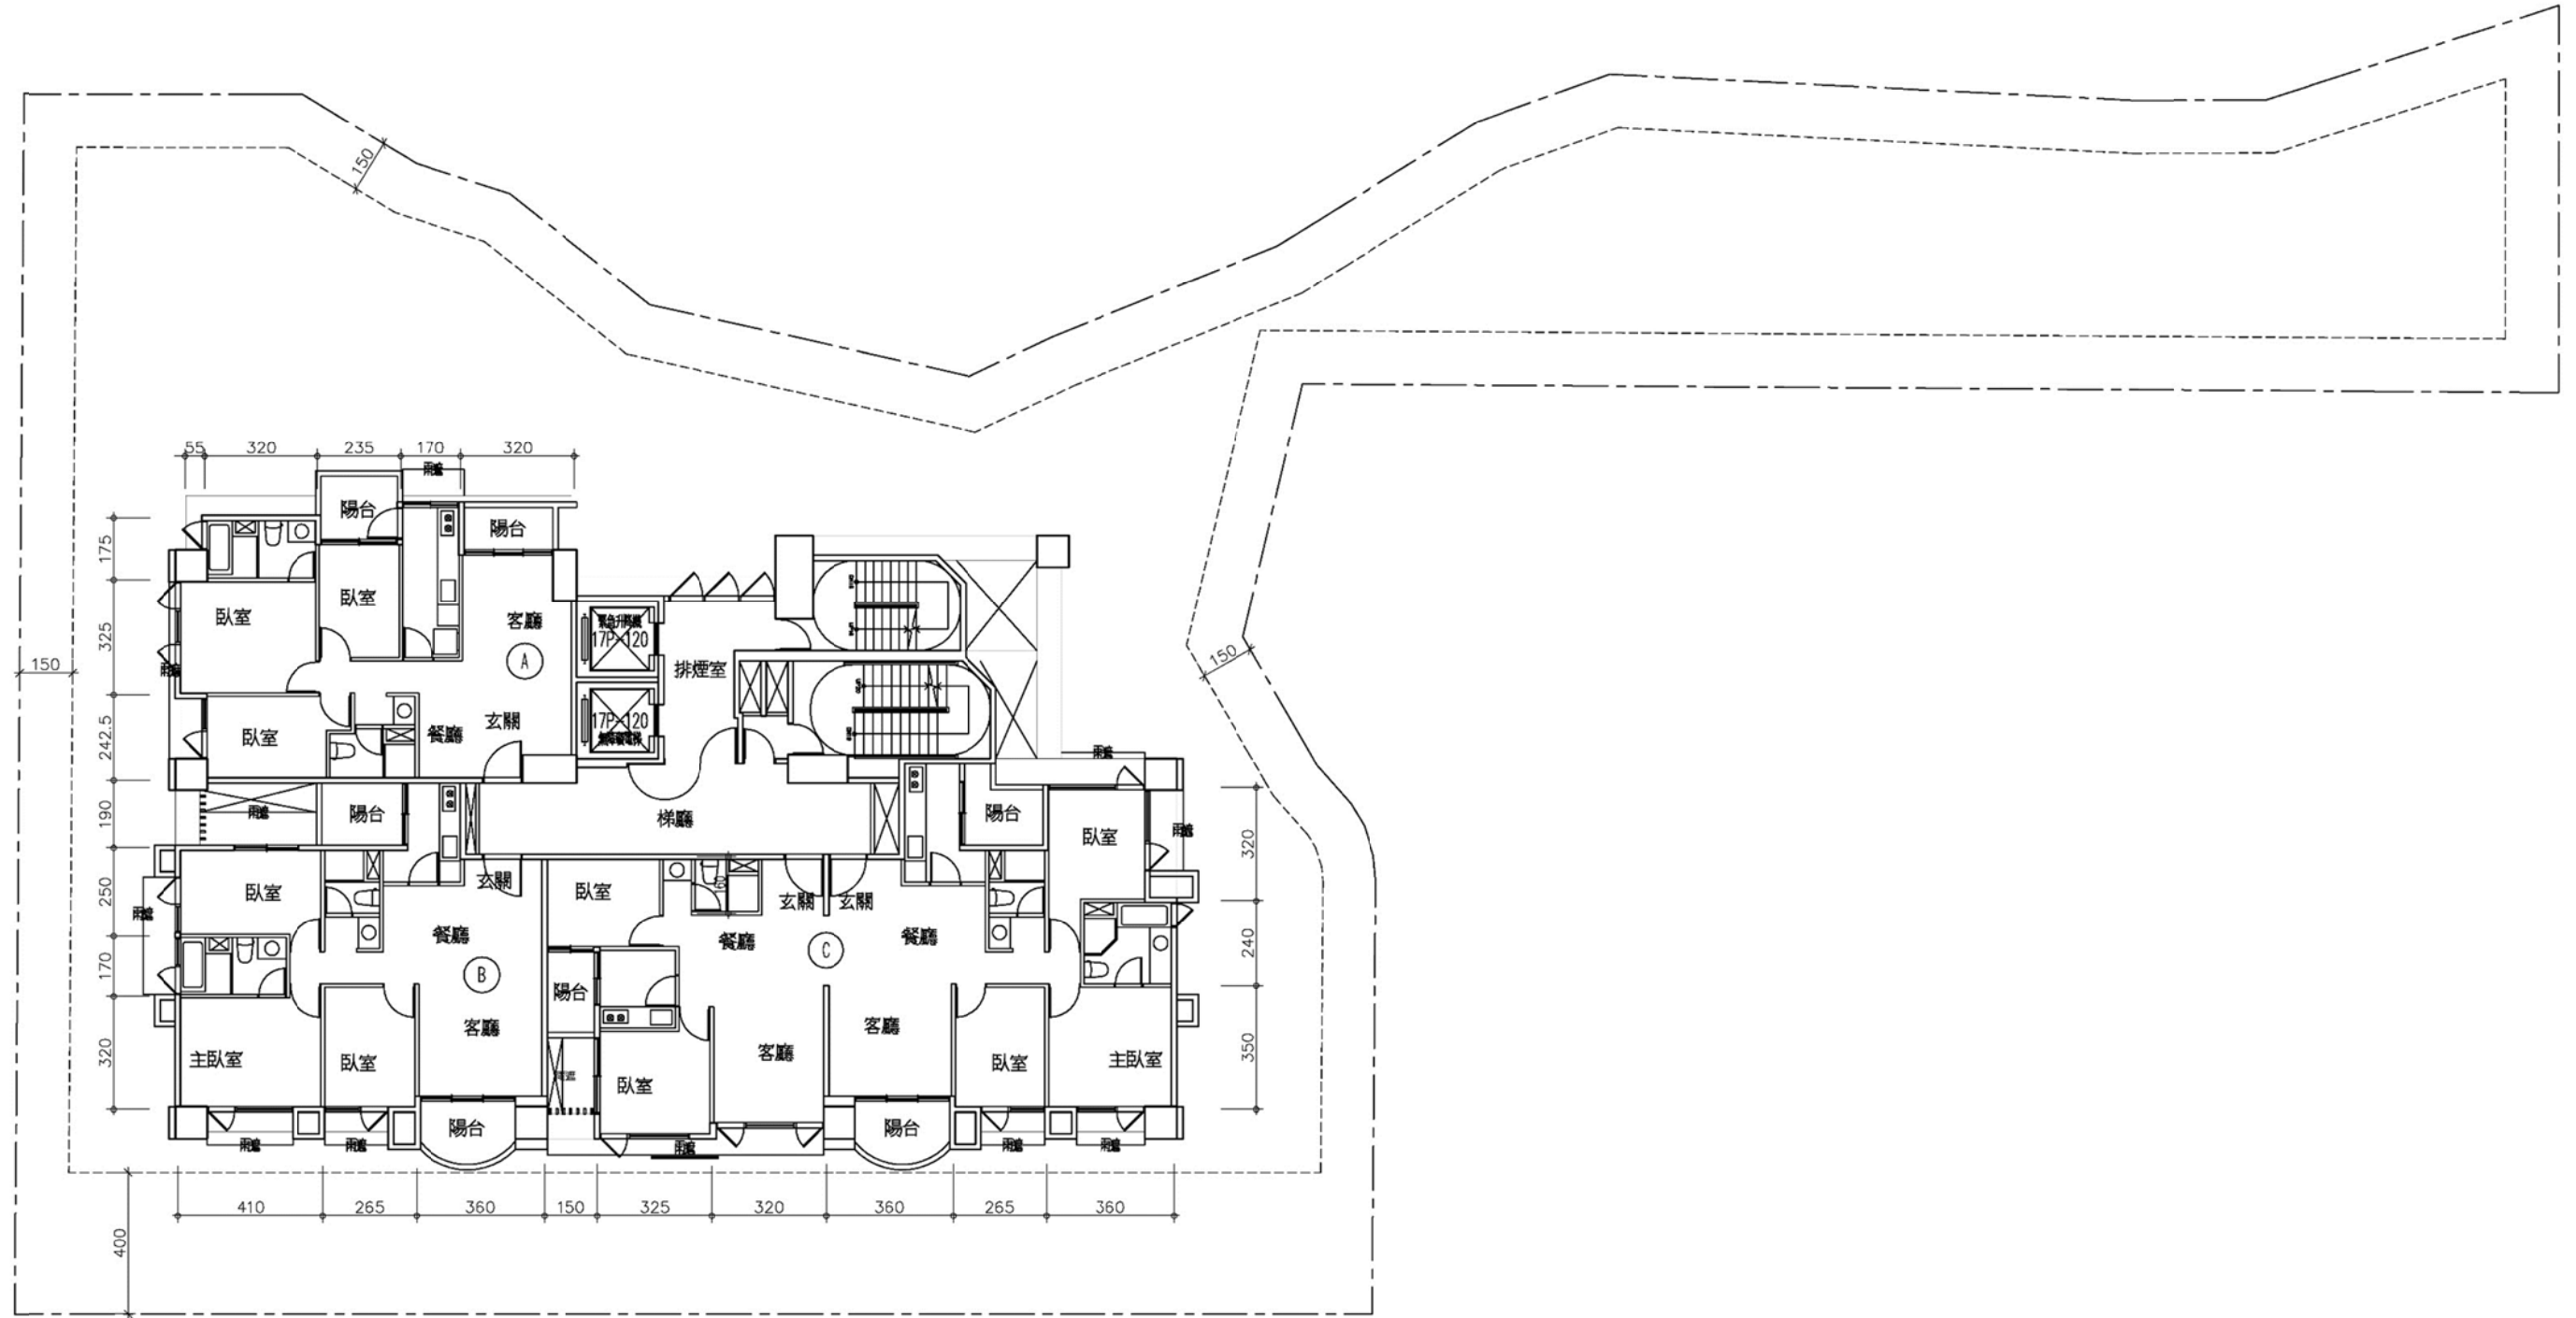 150
55 320 235 170 320
雨遮
陽台
陽台
175
臥室
臥室
客廳
325
A
緊急升降機
17P-120
排煙室
150
150
雨遮
臥室
餐廳
玄關
242.5
17P-120
雨遮
190
雨遮
陽台
梯廳
陽台
臥室
雨遮
320
250
臥室
玄關
臥室
160
玄關
玄關
雨遮
餐廳
餐廳
餐廳
240
170
B
C
陽台
客廳
客廳
客廳
320
主臥室
臥室
臥室
臥室
主臥室
350
陽台
陽台
雨遮
雨遮
雨遮
雨遮
雨遮
410 265 360 150 325 320 360 265 360
400